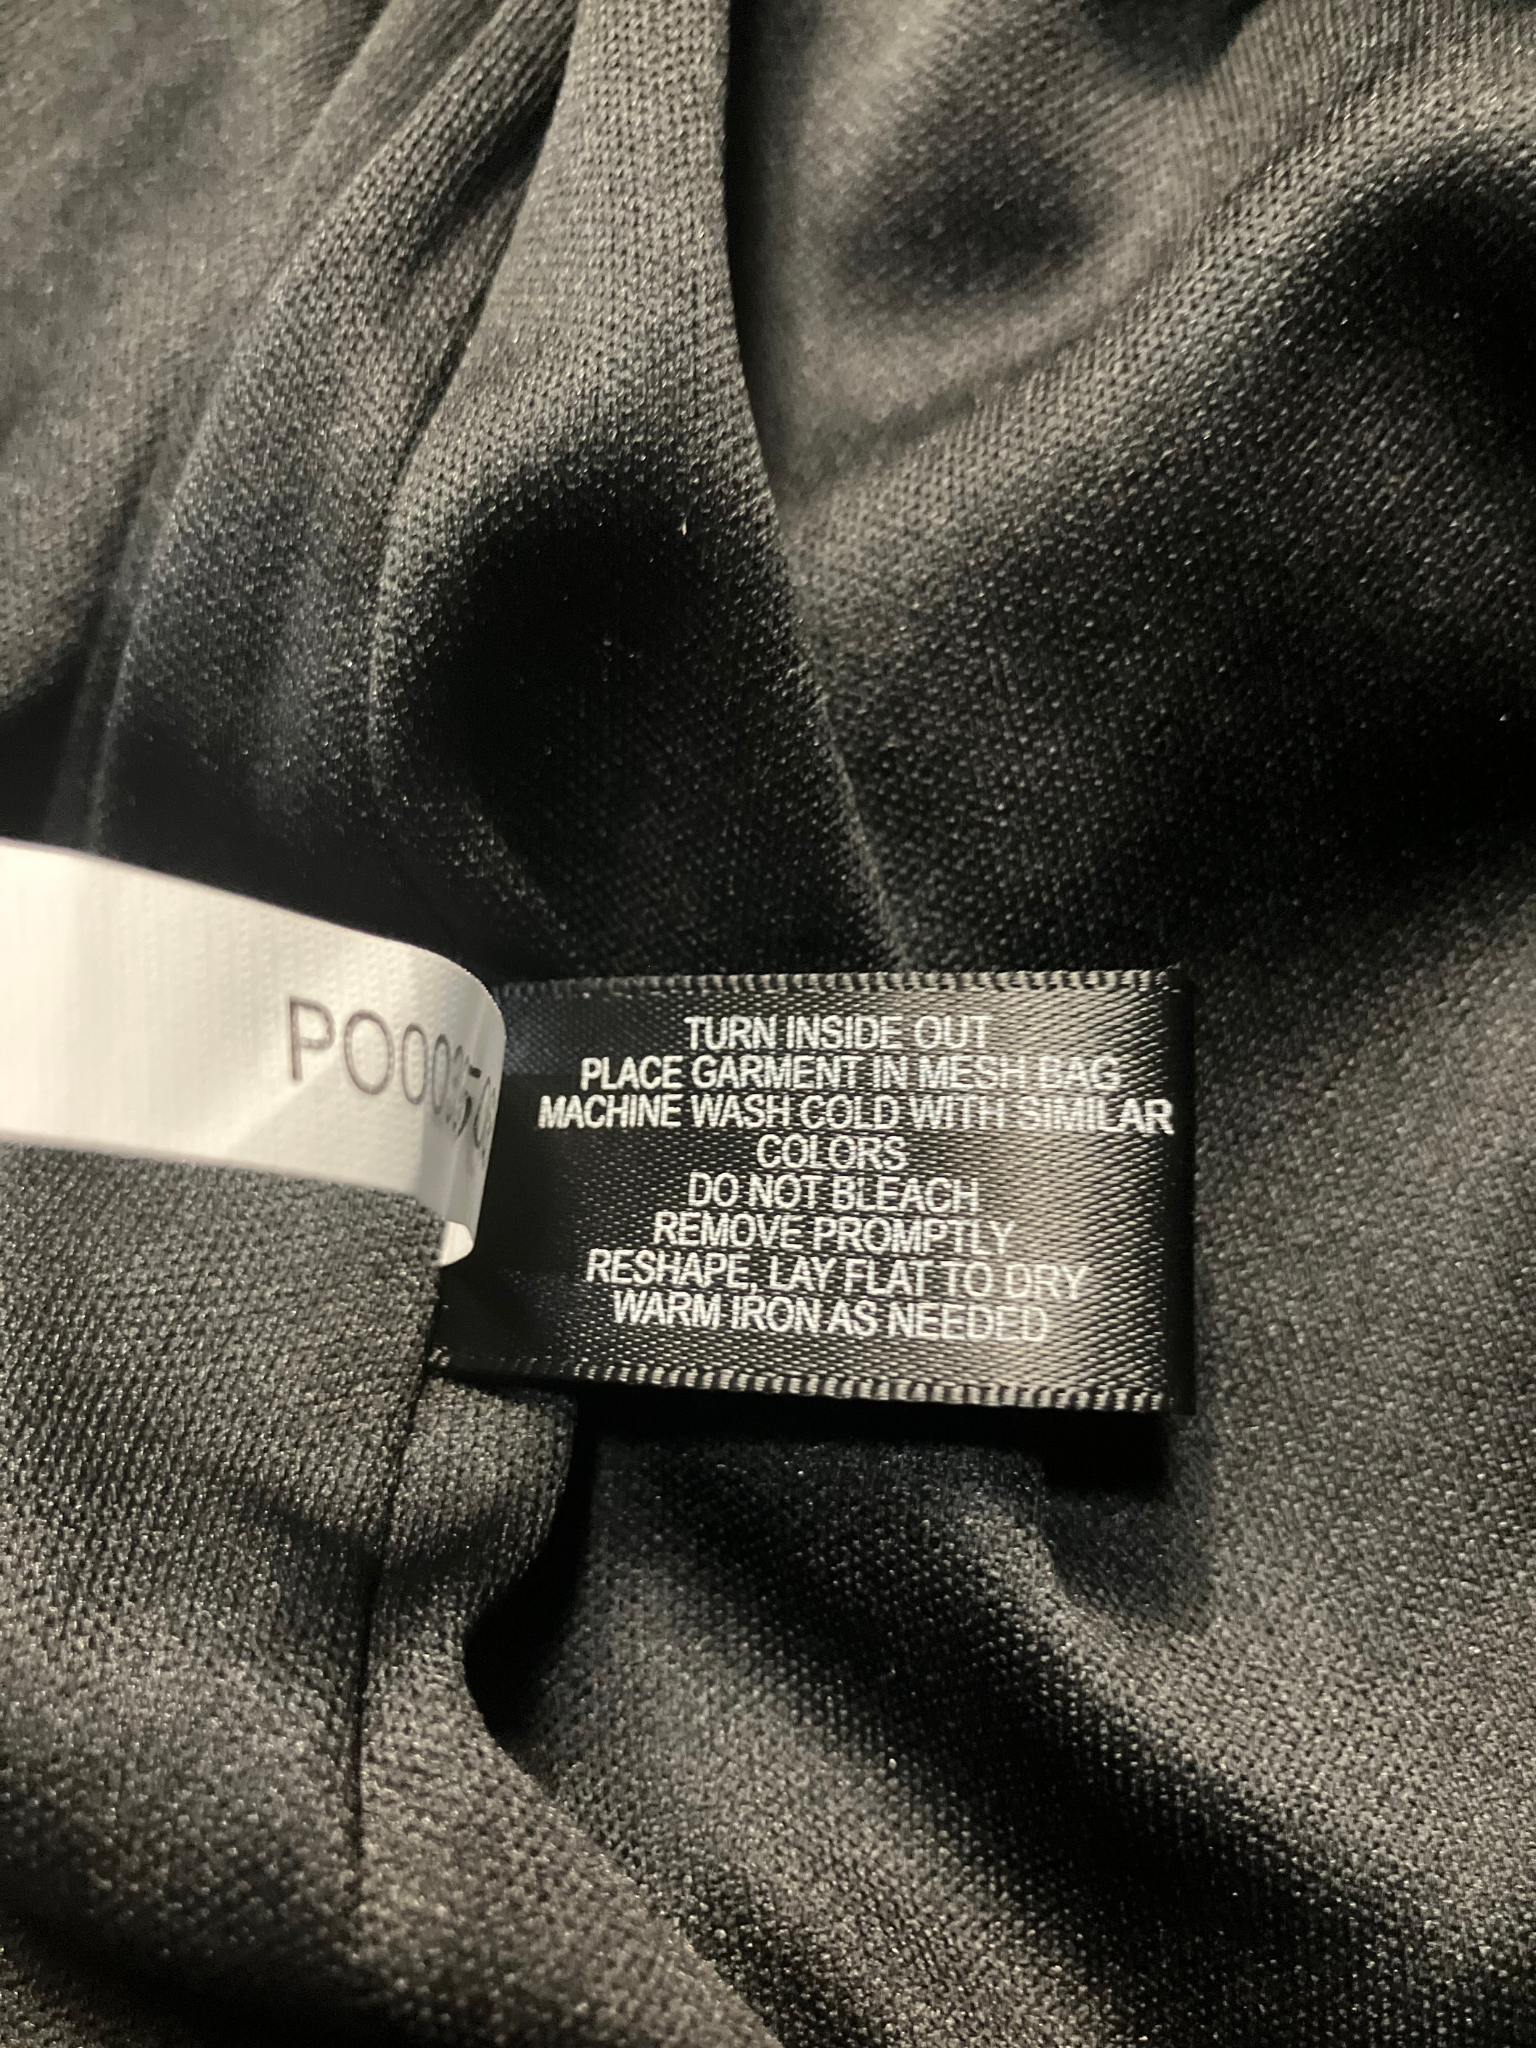 TURN INSIDE OUT
PLACE GARMENT IN MESH BAG
MACHINE WASH COLD WITH SIMILAR
COLORS
DO NOT BLEACH
REMOVE PROMPTLY
RESHAPE, LAY FLAT TO DRY
WARM IRON AS NEEDED